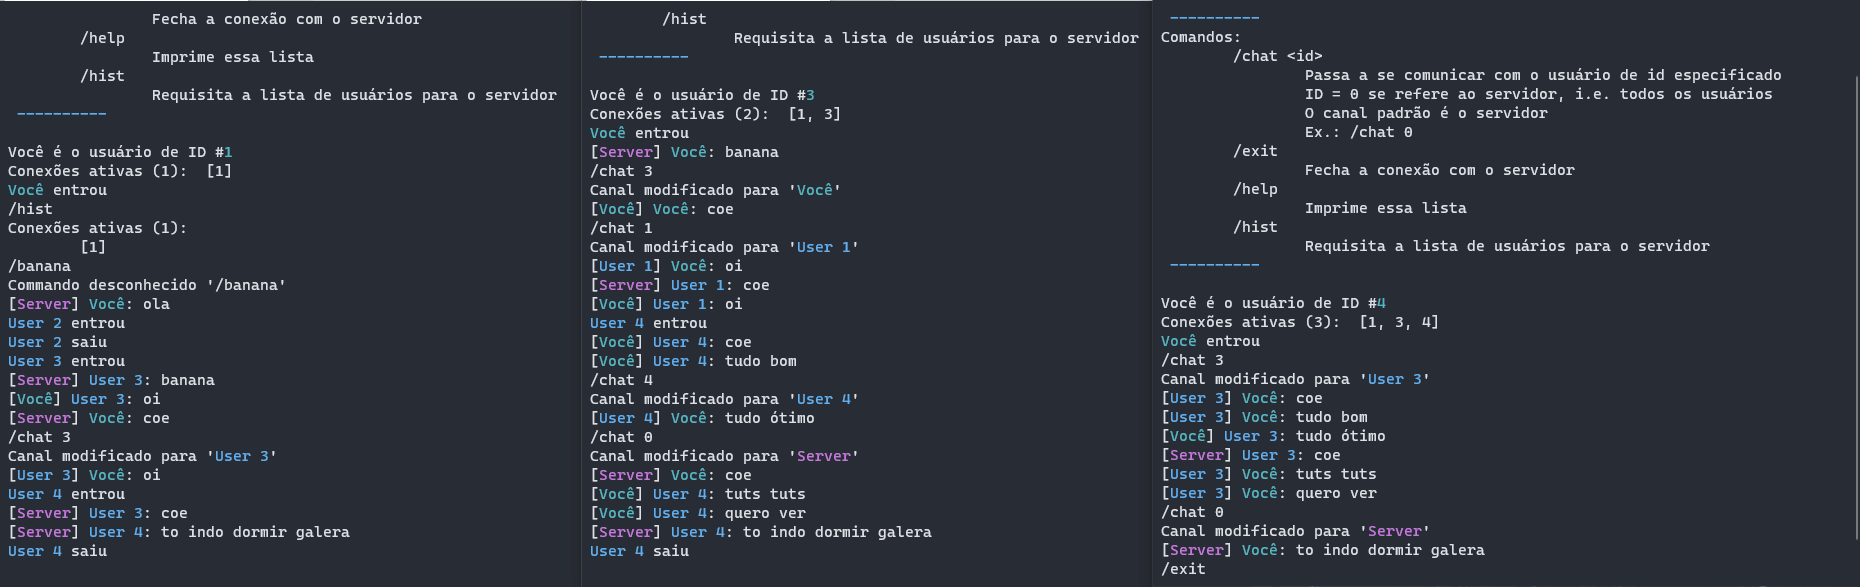 Fecha a conexão com o servidor
/help
Imprime essa lista
/hist
Requisita a lista de usuários para o servidor
----------
Você é o usuário de ID #1
Conexões ativas (1):  [1]
Você entrou
/hist
Conexões ativas (1):
[1]
/banana
Commando desconhecido '/banana'
[Server] Você: ola
User 2 entrou
User 2 saiu
User 3 entrou
[Server] User 3: banana
[Você] User 3: oi
[Server] Você: coe
/chat 3
Canal modificado para 'User 3'
[User 3] Você: oi
User 4 entrou
[Server] User 3: coe
[Server] User 4: to indo dormir galera
User 4 saiu
/hist
Requisita a lista de usuários para o servidor
----------
Você é o usuário de ID #3
Conexões ativas (2):  [1, 3]
Você entrou
[Server] Você: banana
/chat 3
Canal modificado para 'Você'
[Você] Você: coe
/chat 1
Canal modificado para 'User 1'
[User 1] Você: oi
[Server] User 1: coe
[Você] User 1: oi
User 4 entrou
[Você] User 4: coe
[Você] User 4: tudo bom
/chat 4
Canal modificado para 'User 4'
[User 4] Você: tudo ótimo
/chat 0
Canal modificado para 'Server'
[Server] Você: coe
[Você] User 4: tuts tuts
[Você] User 4: quero ver
[Server] User 4: to indo dormir galera
User 4 saiu
----------
Comandos:
/chat <id>
Passa a se comunicar com o usuário de id especificado
ID = 0 se refere ao servidor, i.e. todos os usuários
O canal padrão é o servidor
Ex.: /chat 0
/exit
Fecha a conexão com o servidor
/help
Imprime essa lista
/hist
Requisita a lista de usuários para o servidor
----------
Você é o usuário de ID #4
Conexões ativas (3):  [1, 3, 4]
Você entrou
/chat 3
Canal modificado para 'User 3'
[User 3] Você: coe
[User 3] Você: tudo bom
[Você] User 3: tudo ótimo
[Server] User 3: coe
[User 3] Você: tuts tuts
[User 3] Você: quero ver
/chat 0
Canal modificado para 'Server'
[Server] Você: to indo dormir galera
/exit